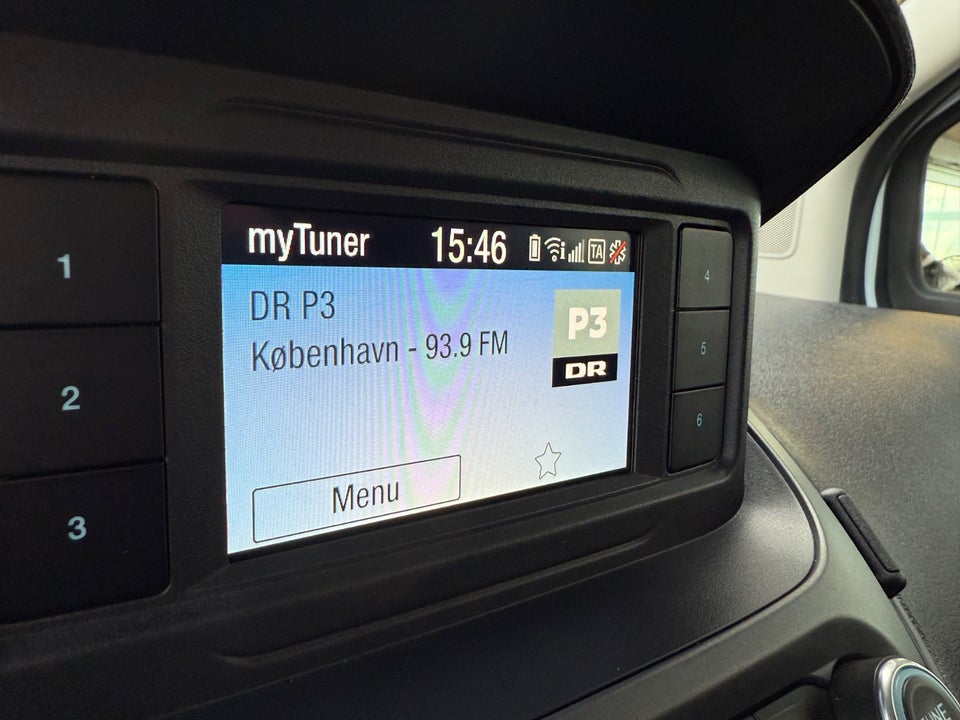 myTuner 15:46 TA
DR P3
København - 93.9 FM
P3
DR
Menu
1
2
3
4
5
6